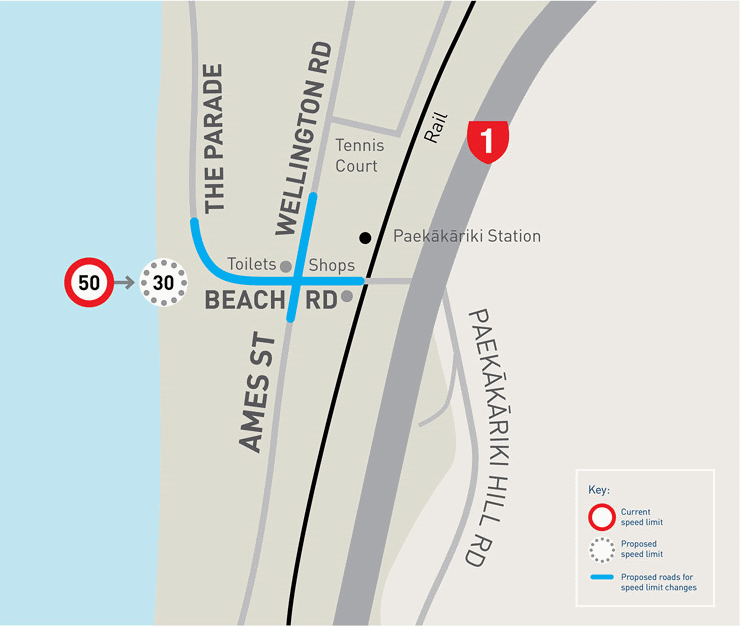 THE PARADE
WELLINGTON RD
Rail
1
Tennis
Court
Paekākāriki Station
Toilets
Shops
50
30
BEACH RD
AMES ST
PAEKĀKĀRIKI HILL RD
Key:
Current
speed limit
Proposed
speed limit
Proposed roads for
speed limit changes